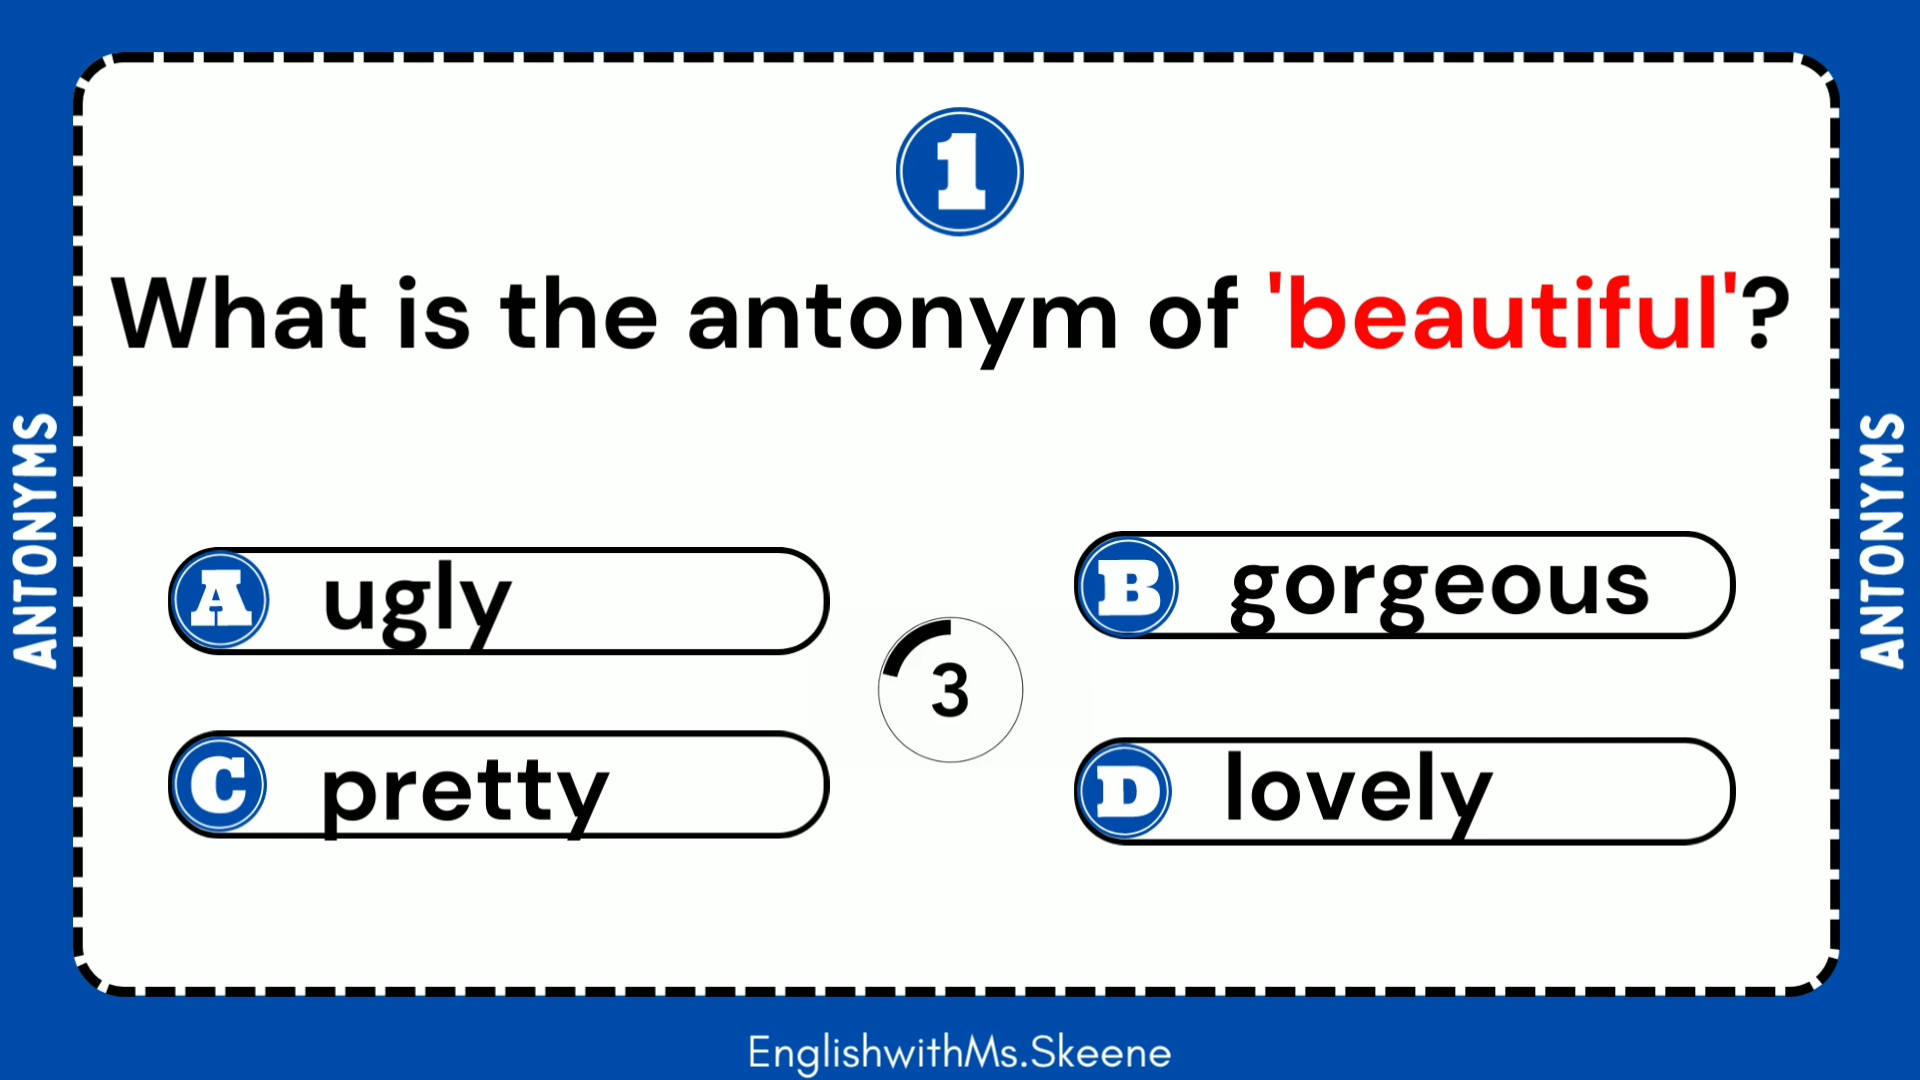 1
What is the antonym of 'beautiful'?
ANTONYMS
ANTONYMS
A ugly
B gorgeous
3
C pretty
D lovely
EnglishwithMs.Skeene